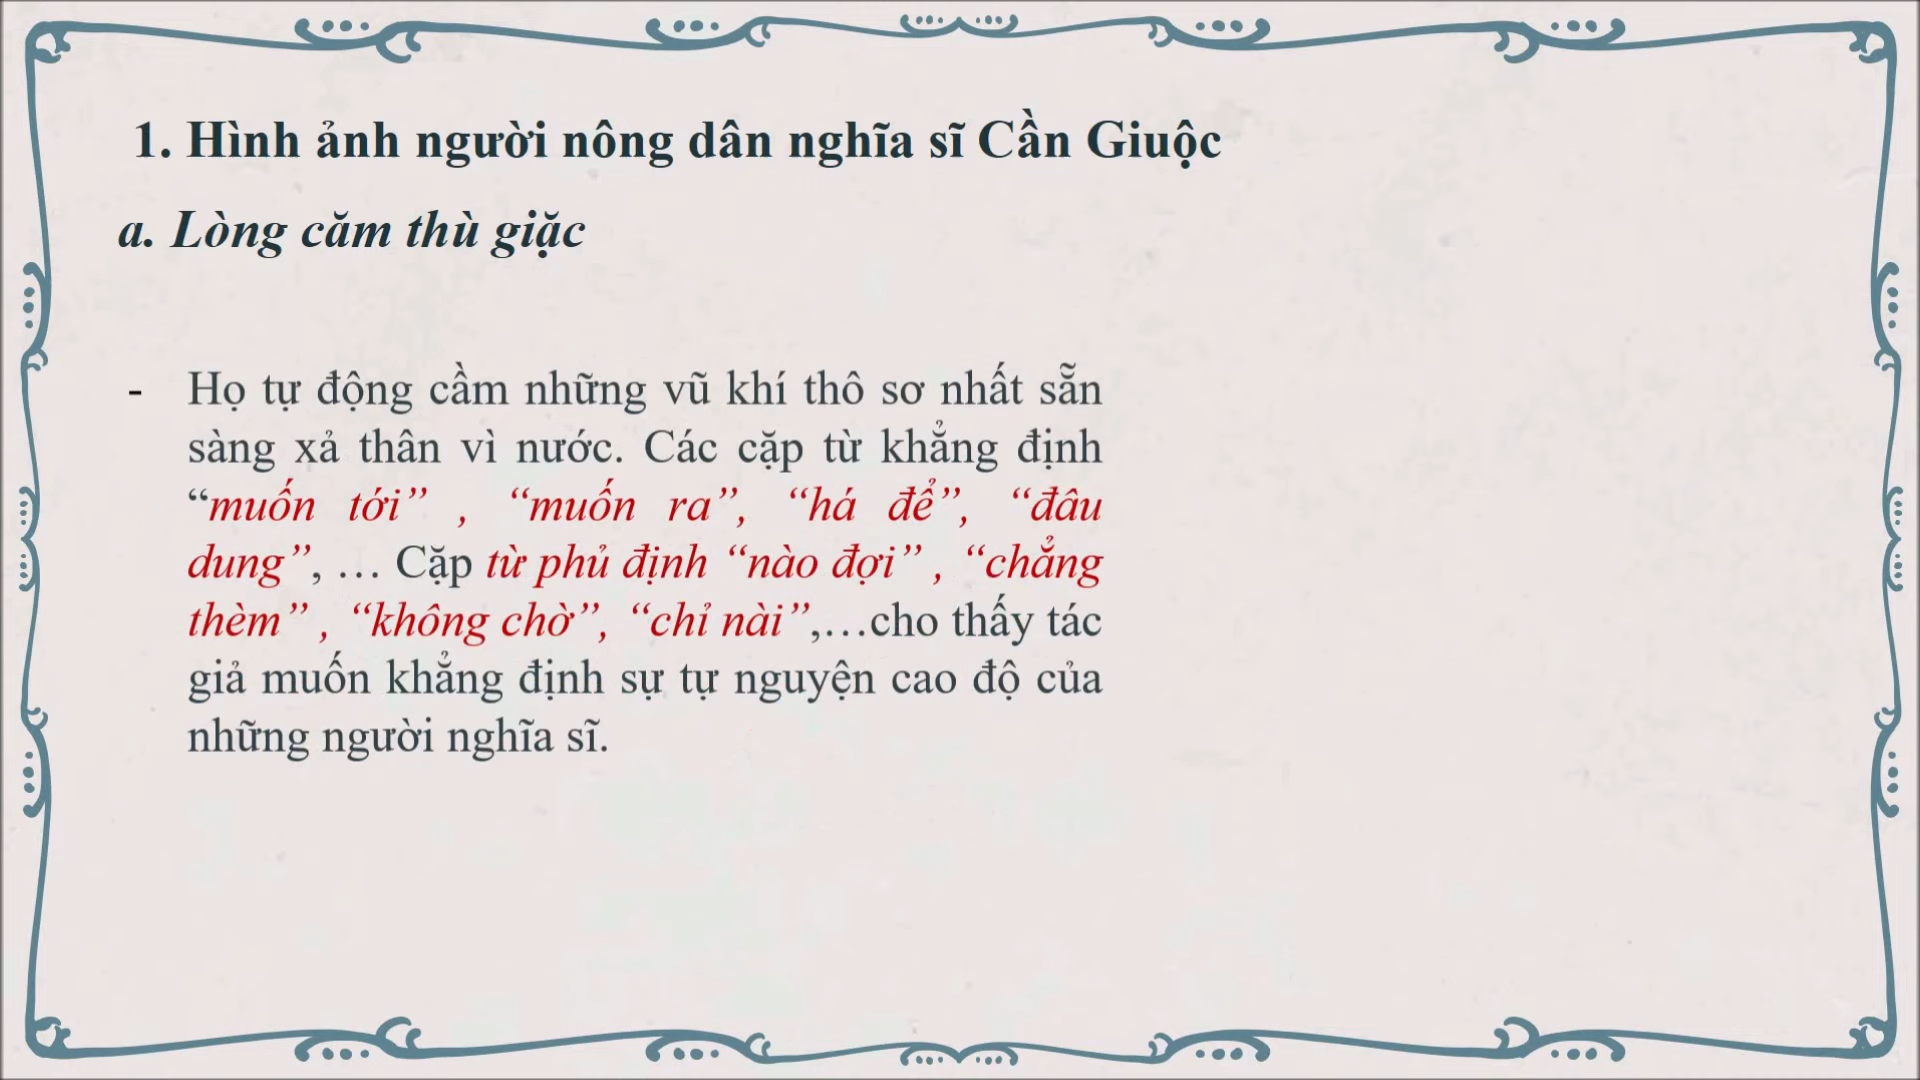 1. Hình ảnh người nông dân nghĩa sĩ Cần Giuộc
a. Lòng căm thù giặc
- Họ tự động cầm những vũ khí thô sơ nhất sẵn
sàng xả thân vì nước. Các cặp từ khẳng định
“muốn tới” , “muốn ra”, “há để”, “đâu
dung”, … Cặp từ phủ định “nào đợi” , “chẳng
thèm” , “không chờ”, “chỉ nài”,…cho thấy tác
giả muốn khẳng định sự tự nguyện cao độ của
những người nghĩa sĩ.